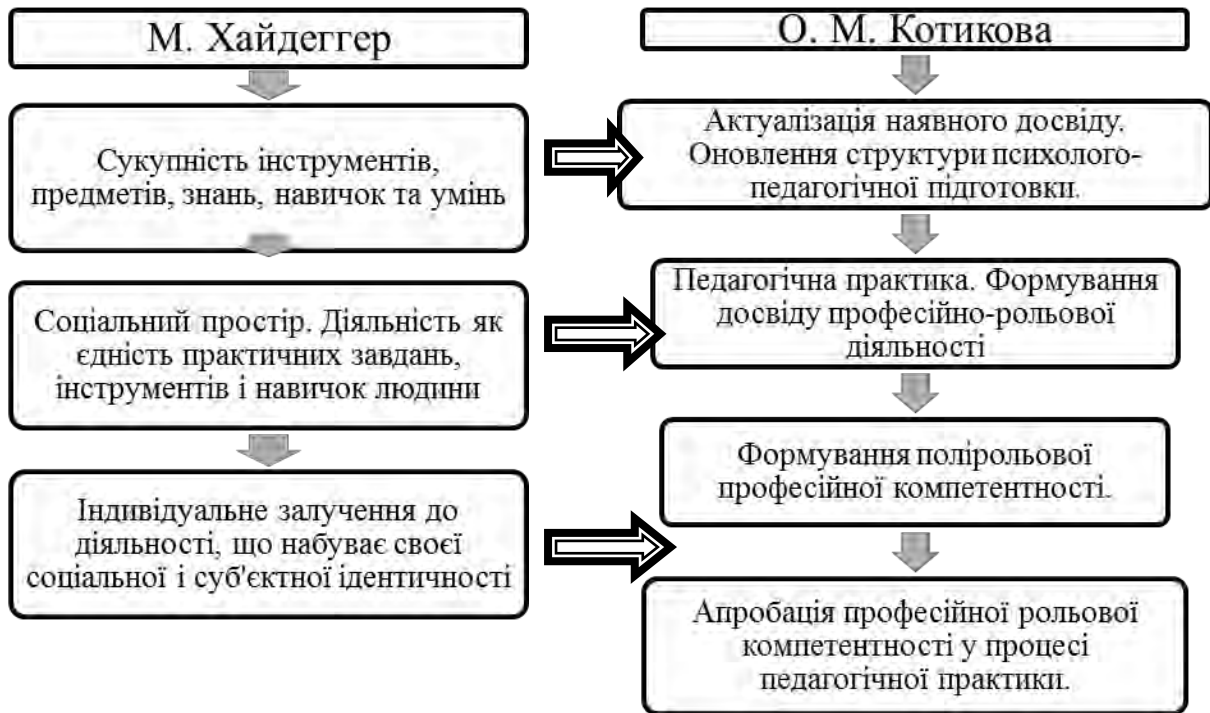 М. Хайдеггер
Сукупність інструментів,
предметів, знань, навичок та умінь
Соціальний простір. Діяльність як
єдність практичних завдань,
інструментів і навичок людини
Індивідуальне залучення до
діяльності, що набуває своєї
соціальної і суб'єктної ідентичності
О. М. Котикова
Актуалізація наявного досвіду.
Оновлення структури психолого-
педагогічної підготовки.
Педагогічна практика. Формування
досвіду професійно-рольової
діяльності
Формування полірольової
професійної компетентності.
Апробація професійної рольової
компетентності у процесі
педагогічної практики.